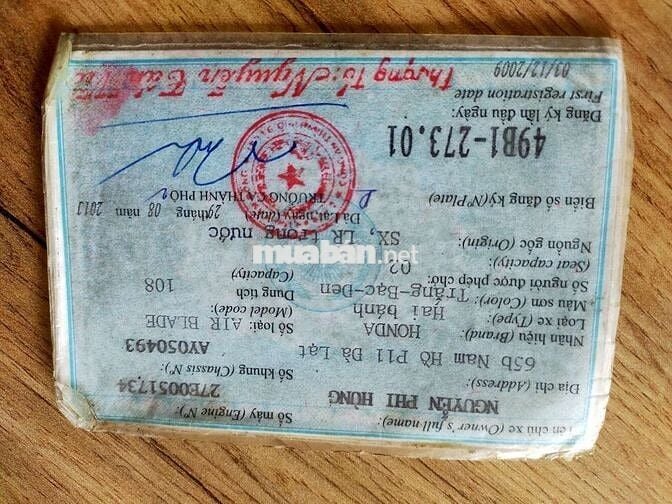 Tên chủ xe (Owner's full name):
NGUYỄN PHI HÙNG
Địa chỉ (Address):
65b Nam Hồ P11 Đà Lạt
Số máy (Engine Nº):
27E0051734
Số khung (Chassis Nº):
AY050493
Nhãn hiệu (Brand): HONDA
Số loại: AIR BLADE
(Model code):
Loại xe (Type): Hai bánh
Màu sơn (Color): Trắng-Bạc-Đen
Dung tích 108
(Capacity)
Số người được phép chở: 02
(Seat capacity)
Nguồn gốc (Origin): SX, LR trong nước
Đà Lạt, ngày (date) 29 tháng 08 năm 2013
TRƯỞNG CA THÀNH PHỐ
Biển số đăng ký (Nº Plate)
49B1-273.01
Đăng ký lần đầu ngày:
First registration date
03/12/2009
Thượng Tá: Nguyễn
muaban.net